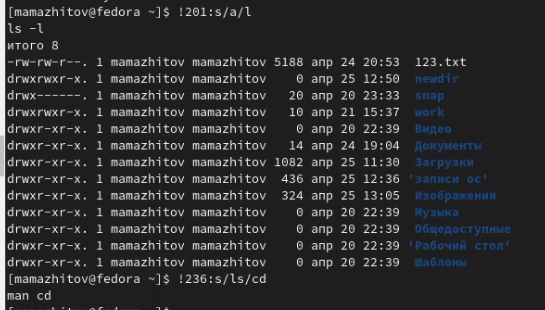 [mamazhitov@fedora ~]$ !201:s/a/l
ls -l
итого 8
-rw-rw-r--. 1 mamazhitov mamazhitov 5188 апр 24 20:53  123.txt
drwxrwxr-x. 1 mamazhitov mamazhitov    0 апр 25 12:50  newdir
drwx------. 1 mamazhitov mamazhitov   20 апр 20 23:33  snap
drwxrwxr-x. 1 mamazhitov mamazhitov   10 апр 21 15:37  work
drwxr-xr-x. 1 mamazhitov mamazhitov    0 апр 20 22:39  Видео
drwxr-xr-x. 1 mamazhitov mamazhitov   14 апр 24 19:04  Документы
drwxr-xr-x. 1 mamazhitov mamazhitov 1082 апр 25 11:30  Загрузки
drwxr-xr-x. 1 mamazhitov mamazhitov  436 апр 25 12:36 'записи ос'
drwxr-xr-x. 1 mamazhitov mamazhitov  324 апр 25 13:05  Изображения
drwxr-xr-x. 1 mamazhitov mamazhitov    0 апр 20 22:39  Музыка
drwxr-xr-x. 1 mamazhitov mamazhitov    0 апр 20 22:39  Общедоступные
drwxr-xr-x. 1 mamazhitov mamazhitov    0 апр 20 22:39 'Рабочий стол'
drwxr-xr-x. 1 mamazhitov mamazhitov    0 апр 20 22:39  Шаблоны
[mamazhitov@fedora ~]$ !236:s/ls/cd
man cd